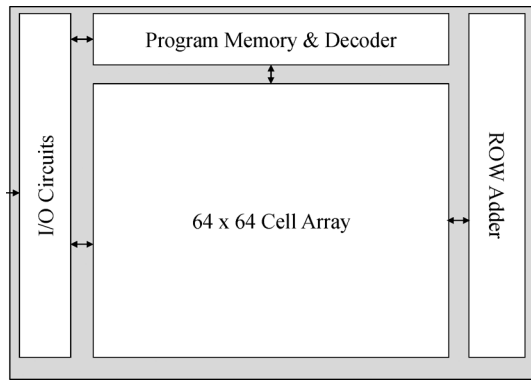 Program Memory & Decoder
I/O Circuits
64 x 64 Cell Array
ROW Adder